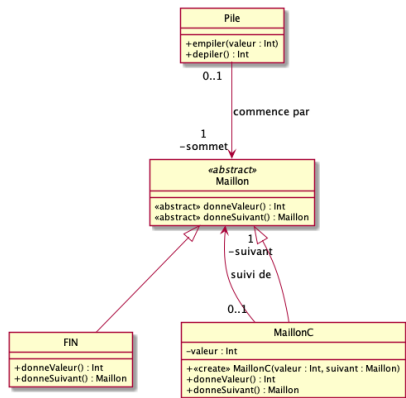 Pile
+empiler(valeur : Int)
+depiler() : Int
0..1
commence par
1
-sommet
«abstract»
Maillon
«abstract» donneValeur() : Int
«abstract» donneSuivant() : Maillon
1
-suivant
suivi de
0..1
FIN
+donneValeur() : Int
+donneSuivant() : Maillon
MaillonC
-valeur : Int
+«create» MaillonC(valeur : Int, suivant : Maillon)
+donneValeur() : Int
+donneSuivant() : Maillon